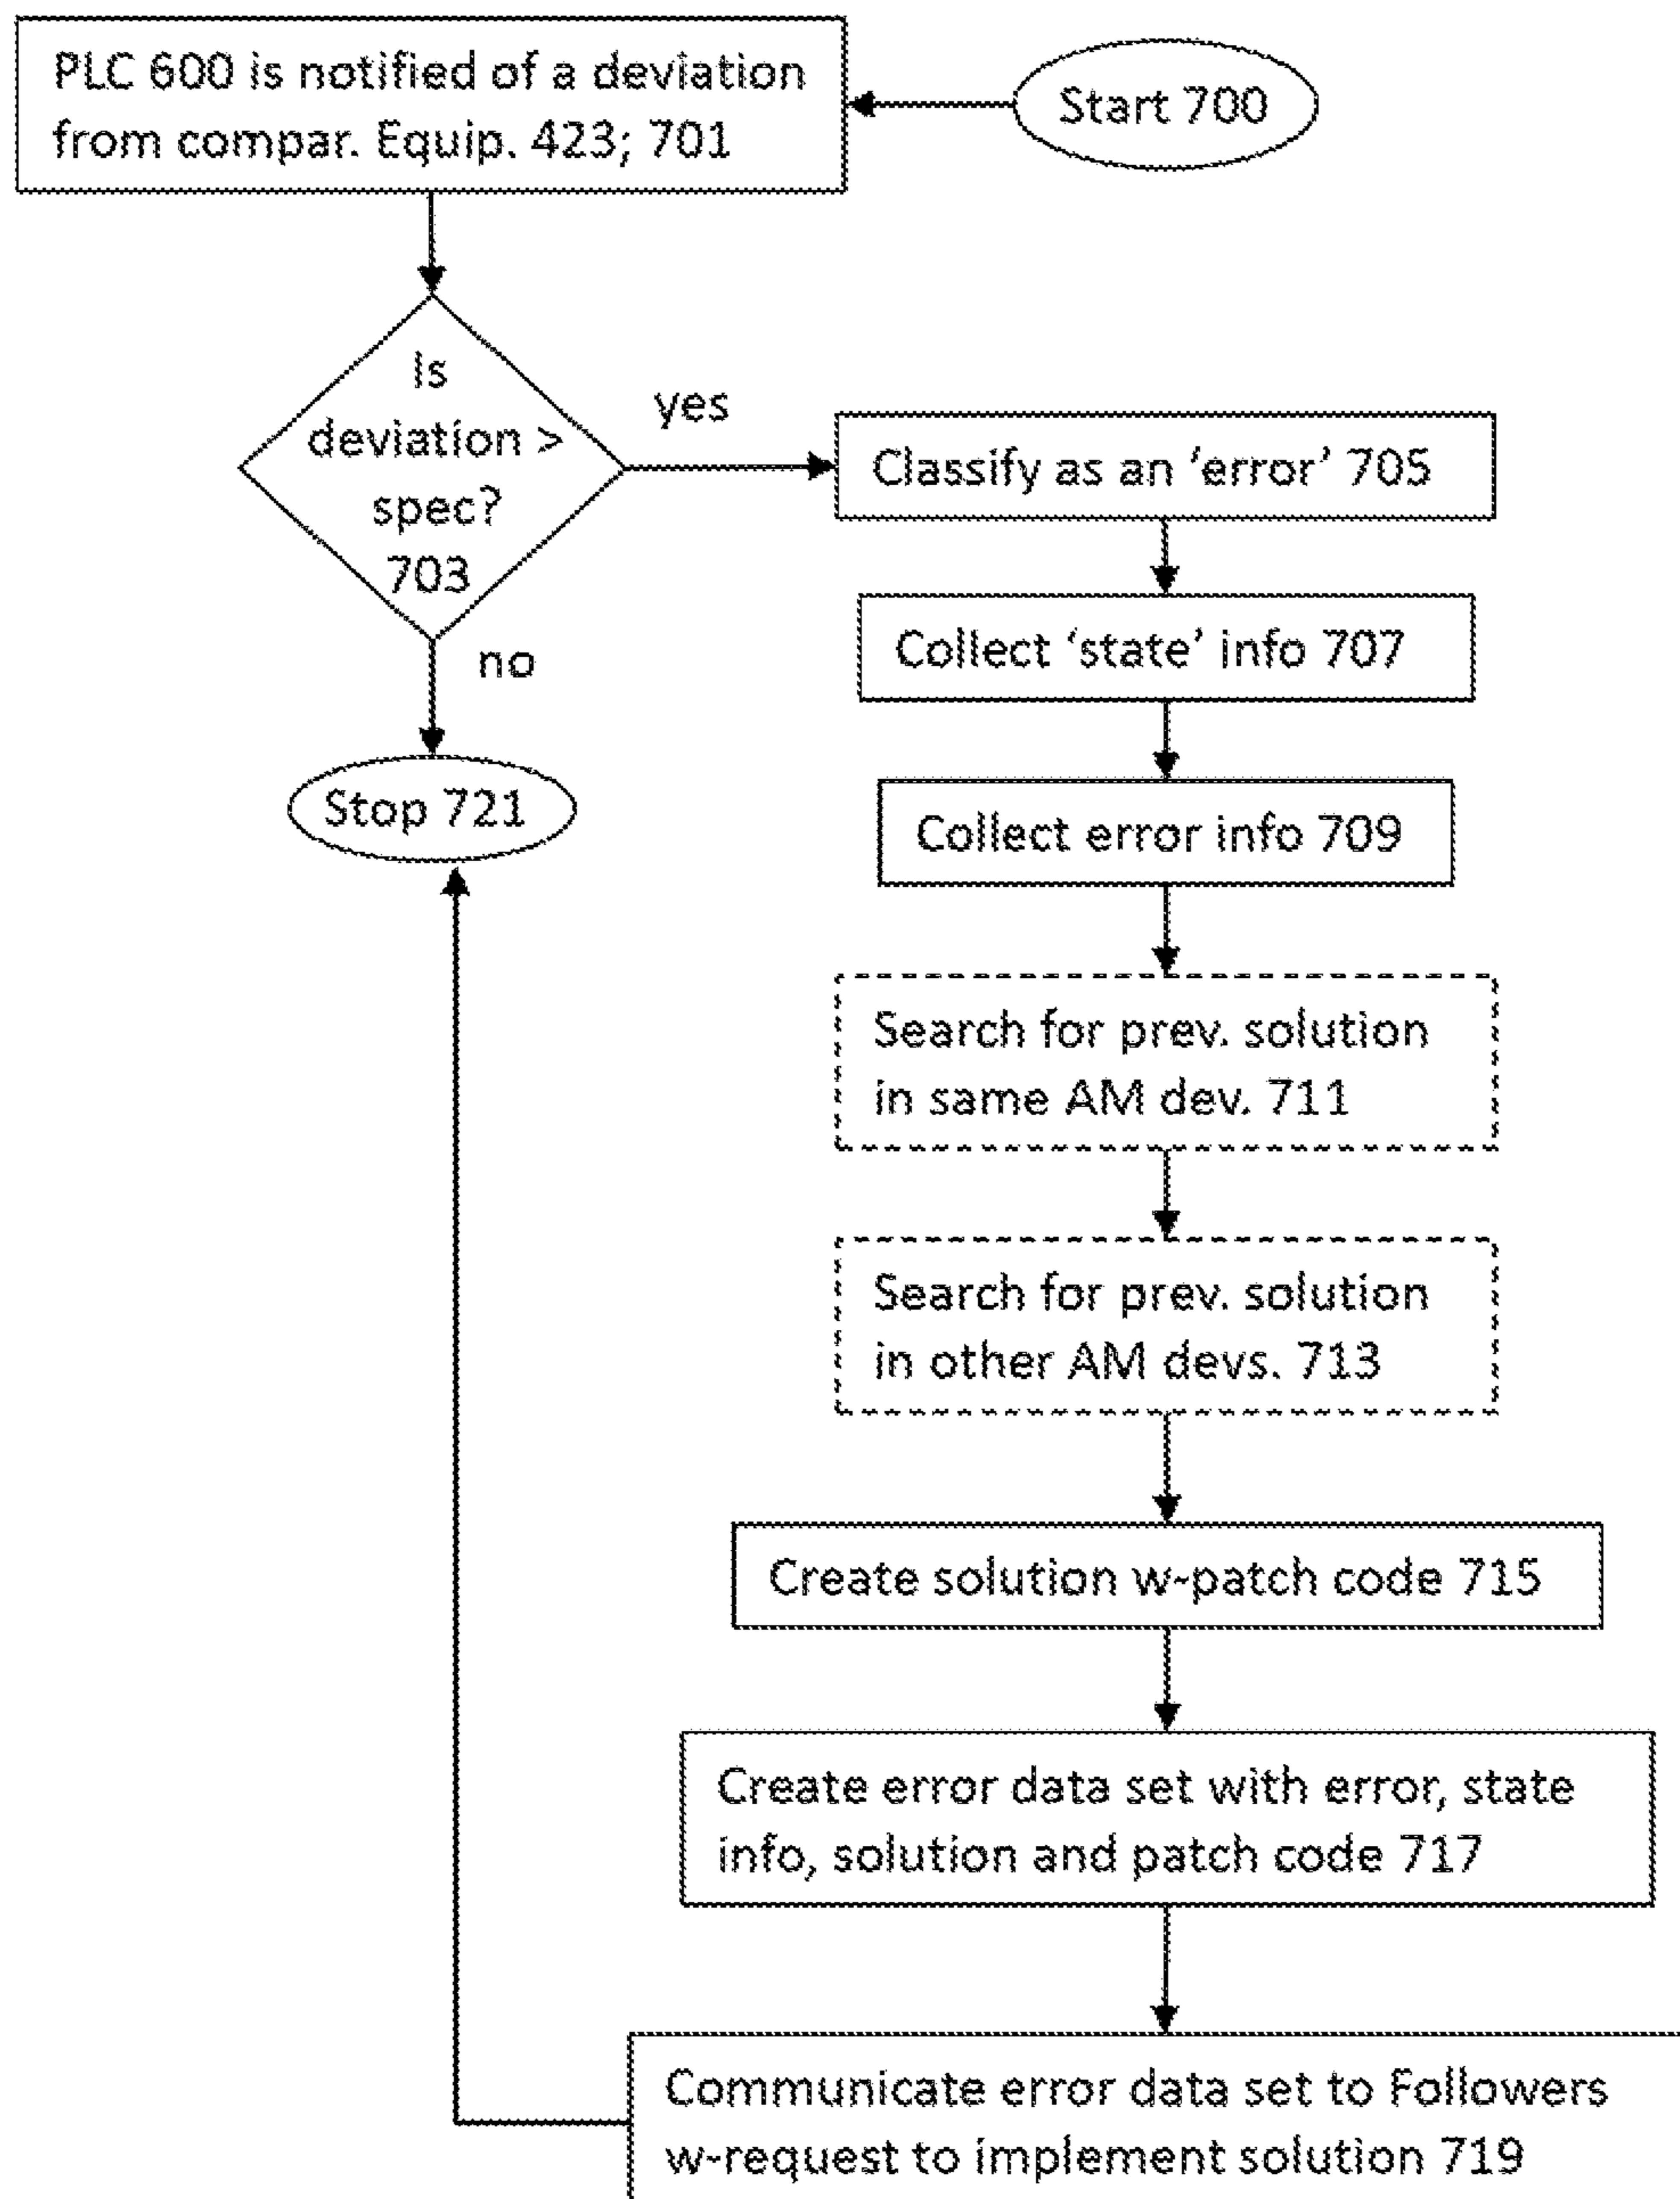 PLC 600 is notified of a deviation
from compar. Equip. 423; 701
Start 700
Is
deviation >
spec?
703
yes
no
Stop 721
Classify as an ‘error’ 705
Collect ‘state’ info 707
Collect error info 709
Search for prev. solution
in same AM dev. 711
Search for prev. solution
in other AM devs. 713
Create solution w-patch code 715
Create error data set with error, state
info, solution and patch code 717
Communicate error data set to Followers
w-request to implement solution 719